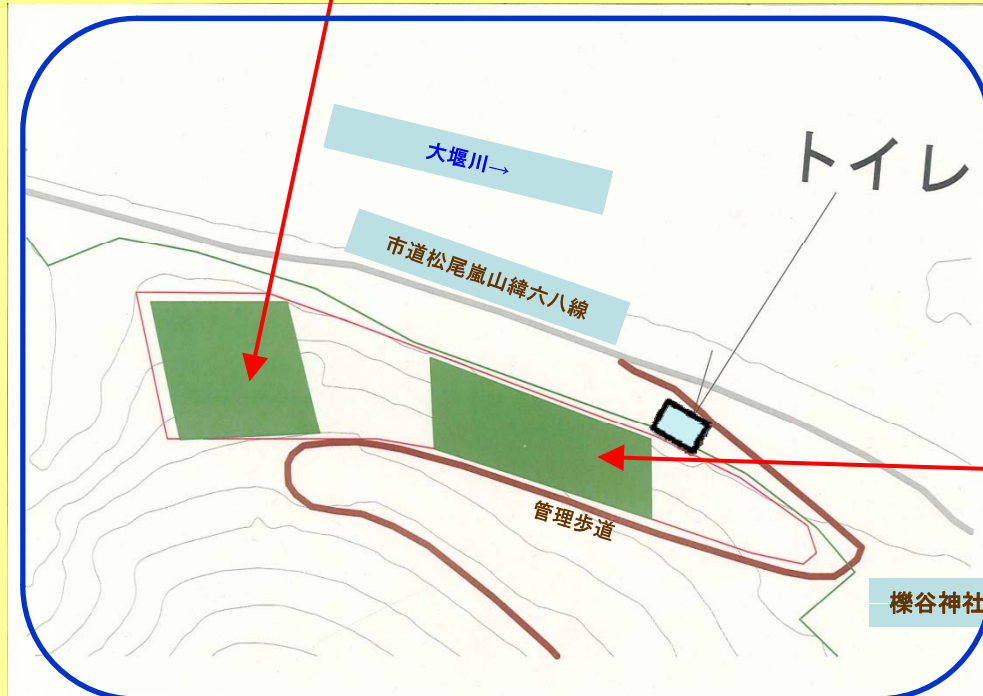 トイレ
大堰川→
市道松尾嵐山緯六八線
管理歩道
櫟谷神社